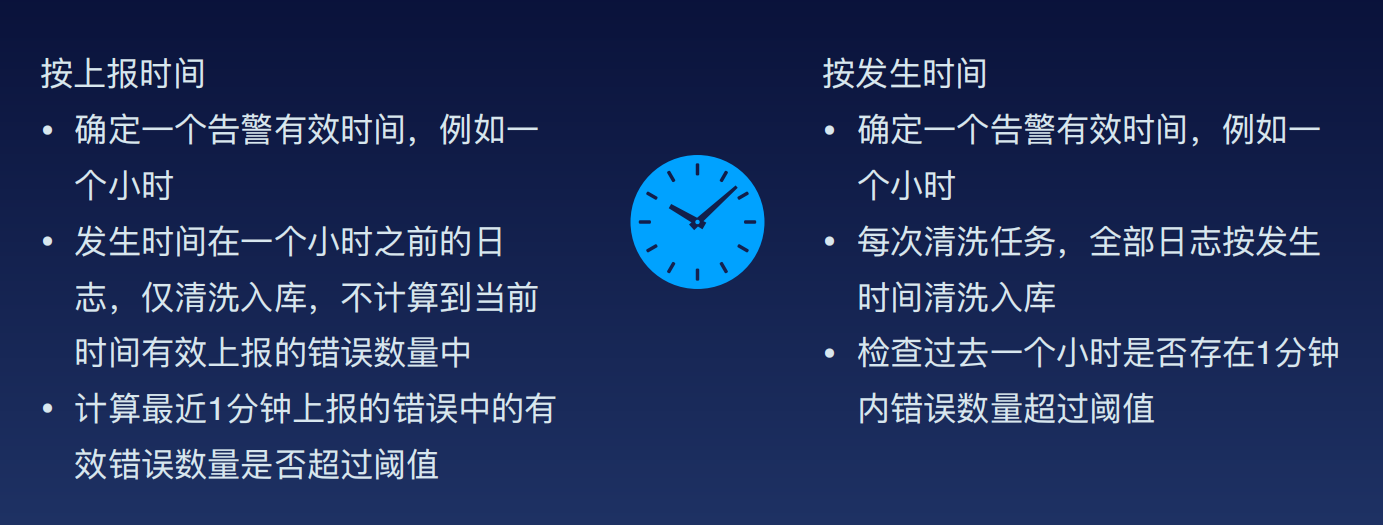 按上报时间
• 确定一个告警有效时间，例如一
个小时
• 发生时间在一个小时之前的日
志，仅清洗入库，不计算到当前
时间有效上报的错误数量中
• 计算最近1分钟上报的错误中的有
效错误数量是否超过阈值
按发生时间
• 确定一个告警有效时间，例如一
个小时
• 每次清洗任务，全部日志按发生
时间清洗入库
• 检查过去一个小时是否存在1分钟
内错误数量超过阈值